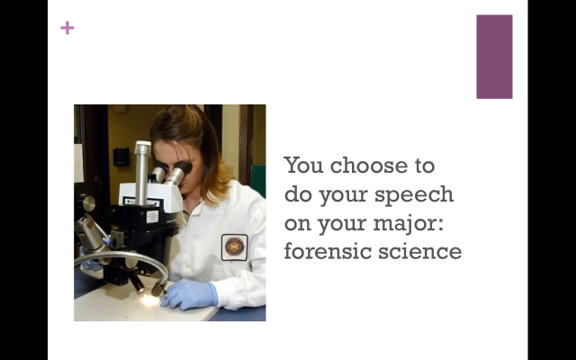 +
You choose to
do your speech
on your major:
forensic science